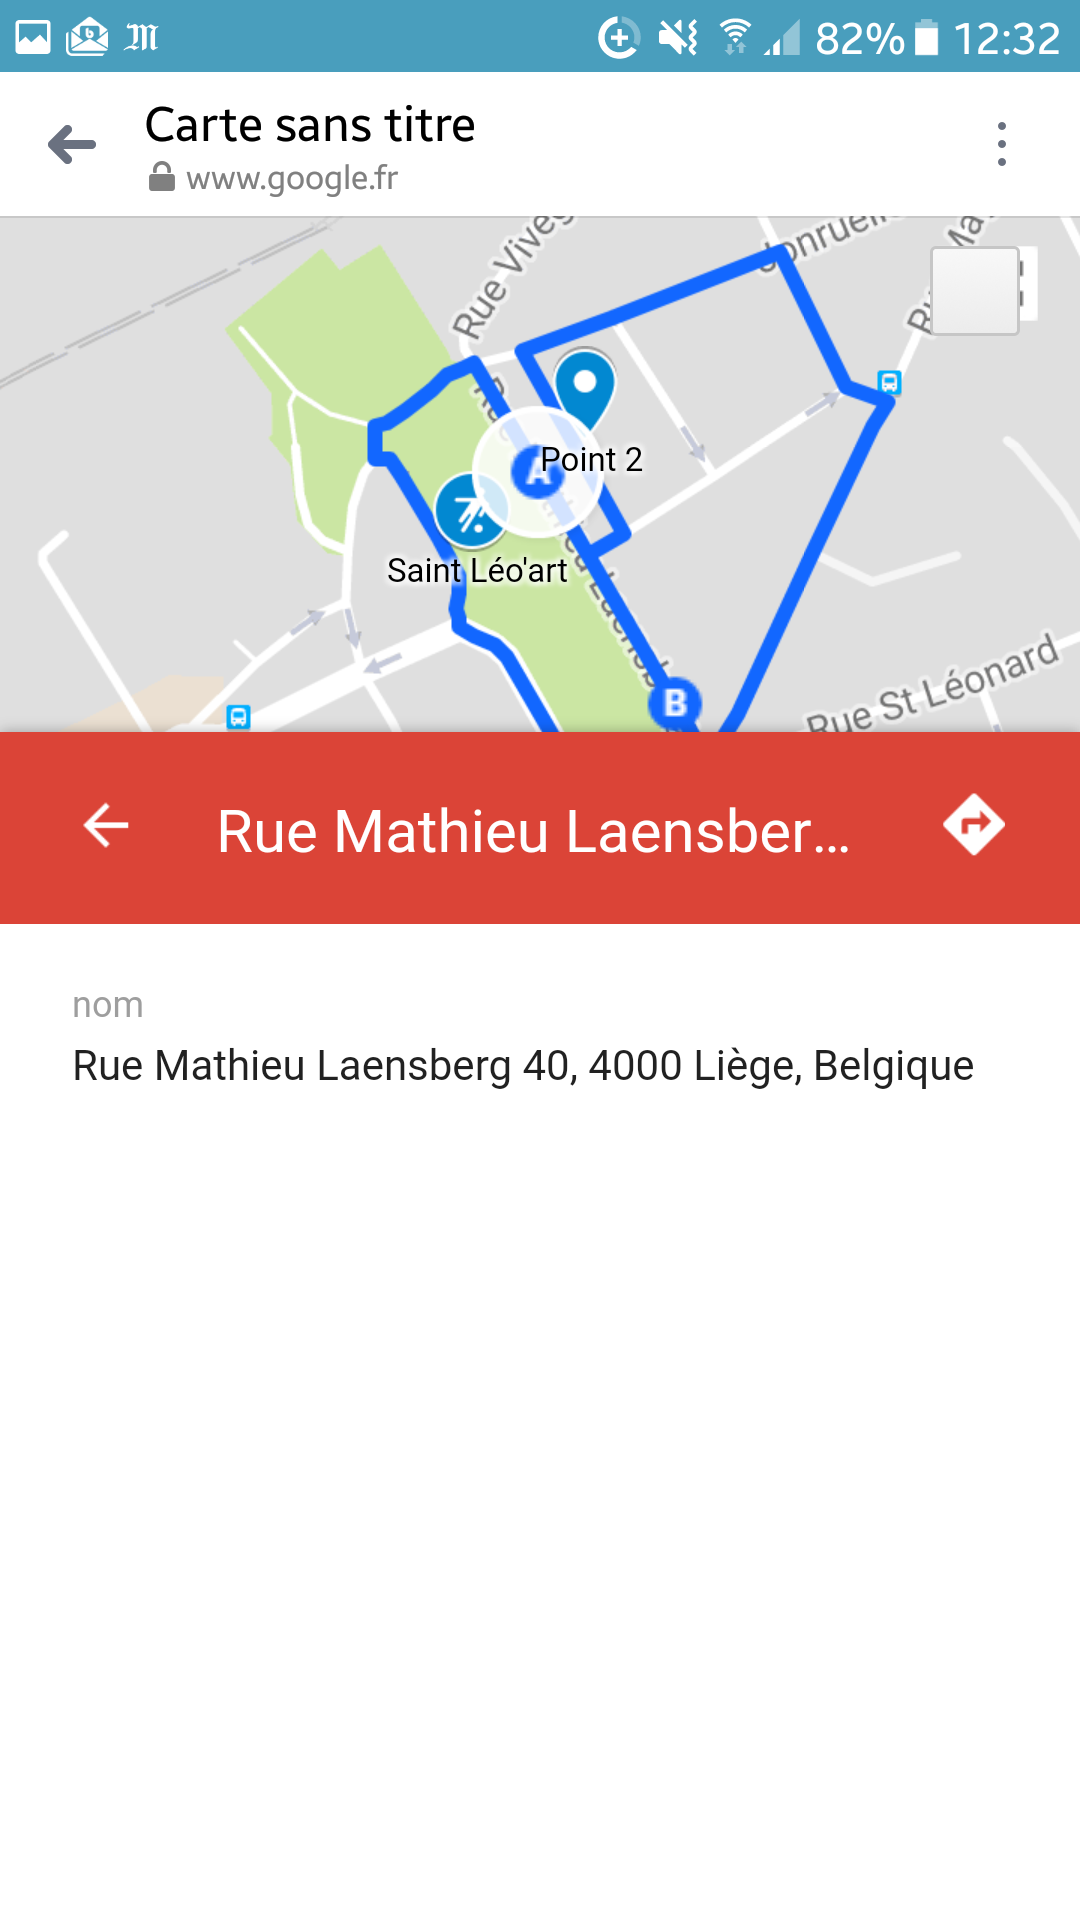 82% 12:32
Carte sans titre
www.google.fr
Rue
Point 2
Saint Léo'art
A
B
Rue St Léonard
Rue Mathieu Laensber...
nom
Rue Mathieu Laensberg 40, 4000 Liège, Belgique